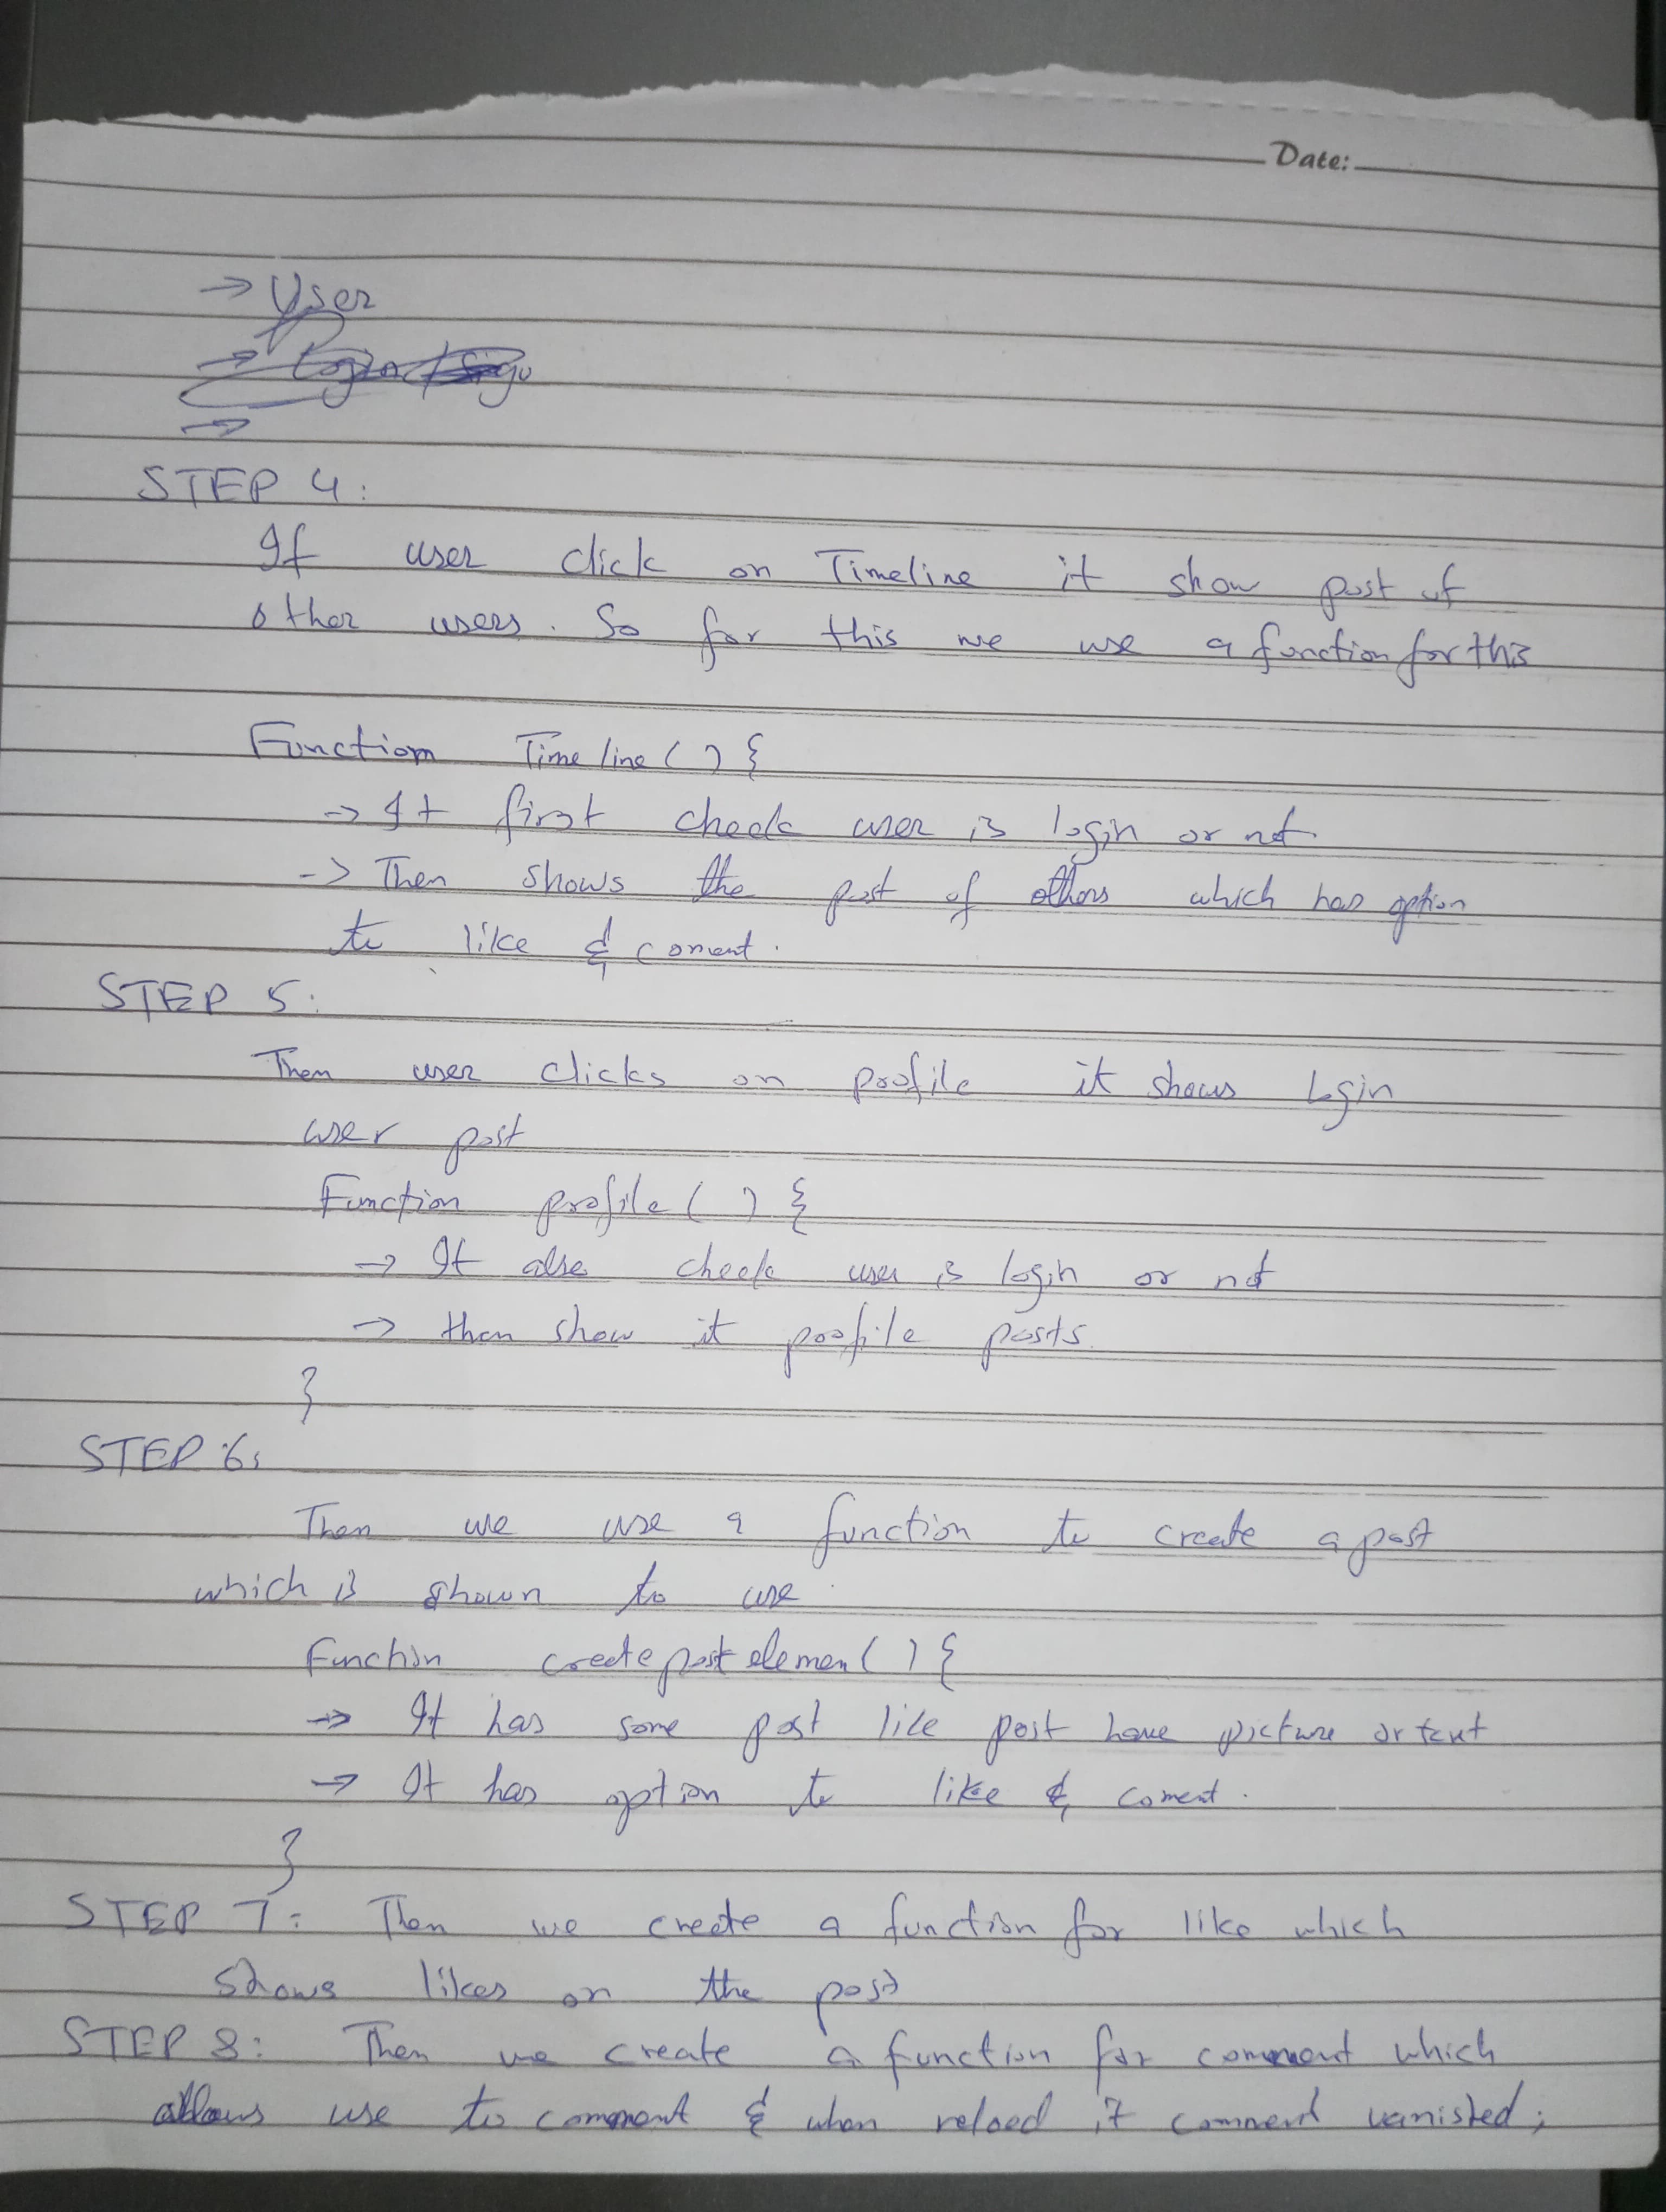 Date:
→ User
→
STEP 4:
If user click on Timeline it show post of
other users. So for this we use a function for this
Function Timeline ( ) {
→ It first check user is login or not.
-> Then shows the post of others which has option
to like & coment.
STEP 5:
Then user clicks on profile it shows Login
user post
Function profile ( ) {
→ It also check user is login or not
→ then show it profile posts.
}
STEP 6:
Then we use a function to create a post
which is shown to use.
Function createpostelemen( ) {
→ It has some post like post have picture or text
→ It has option to like & coment.
}
STEP 7: Then we create a function for like which
shows likes on the post
STEP 8: Then we create a function for comment which
allows use to comment & when reload it comment vanished;